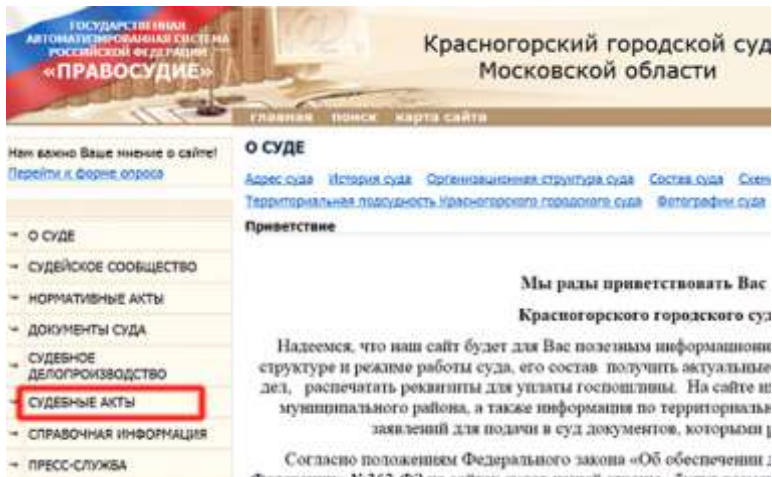 ГОСУДАРСТВЕННАЯ
АВТОМАТИЗИРОВАННАЯ СИСТЕМА
РОССИЙСКОЙ ФЕДЕРАЦИИ
«ПРАВОСУДИЕ»
Красногорский городской суд
Московской области
главная поиск карта сайта
Нам важно Ваше мнение о сайте!
Перейти к форме опроса
О СУДЕ
СУДЕЙСКОЕ СООБЩЕСТВО
НОРМАТИВНЫЕ АКТЫ
ДОКУМЕНТЫ СУДА
СУДЕБНОЕ
ДЕЛОПРОИЗВОДСТВО
СУДЕБНЫЕ АКТЫ
СПРАВОЧНАЯ ИНФОРМАЦИЯ
ПРЕСС-СЛУЖБА
О СУДЕ
Адрес суда История суда Организационная структура суда Состав суда
Территориальная подсудность Красногорского городского суда Фотографии суда
Приветствие
Мы рады приветствовать Вас
Красногорского городского суд
Надеемся, что наш сайт будет для Вас полезным информационн
структуре и режиме работы суда, его состав получить актуальные
дел, распечатать реквизиты для уплаты госпошлины. На сайте
муниципального района, а также информация по территориальн
заявлений для подачи в суд документов, которыми
Согласно положениям Федерального закона «Об обеспечении